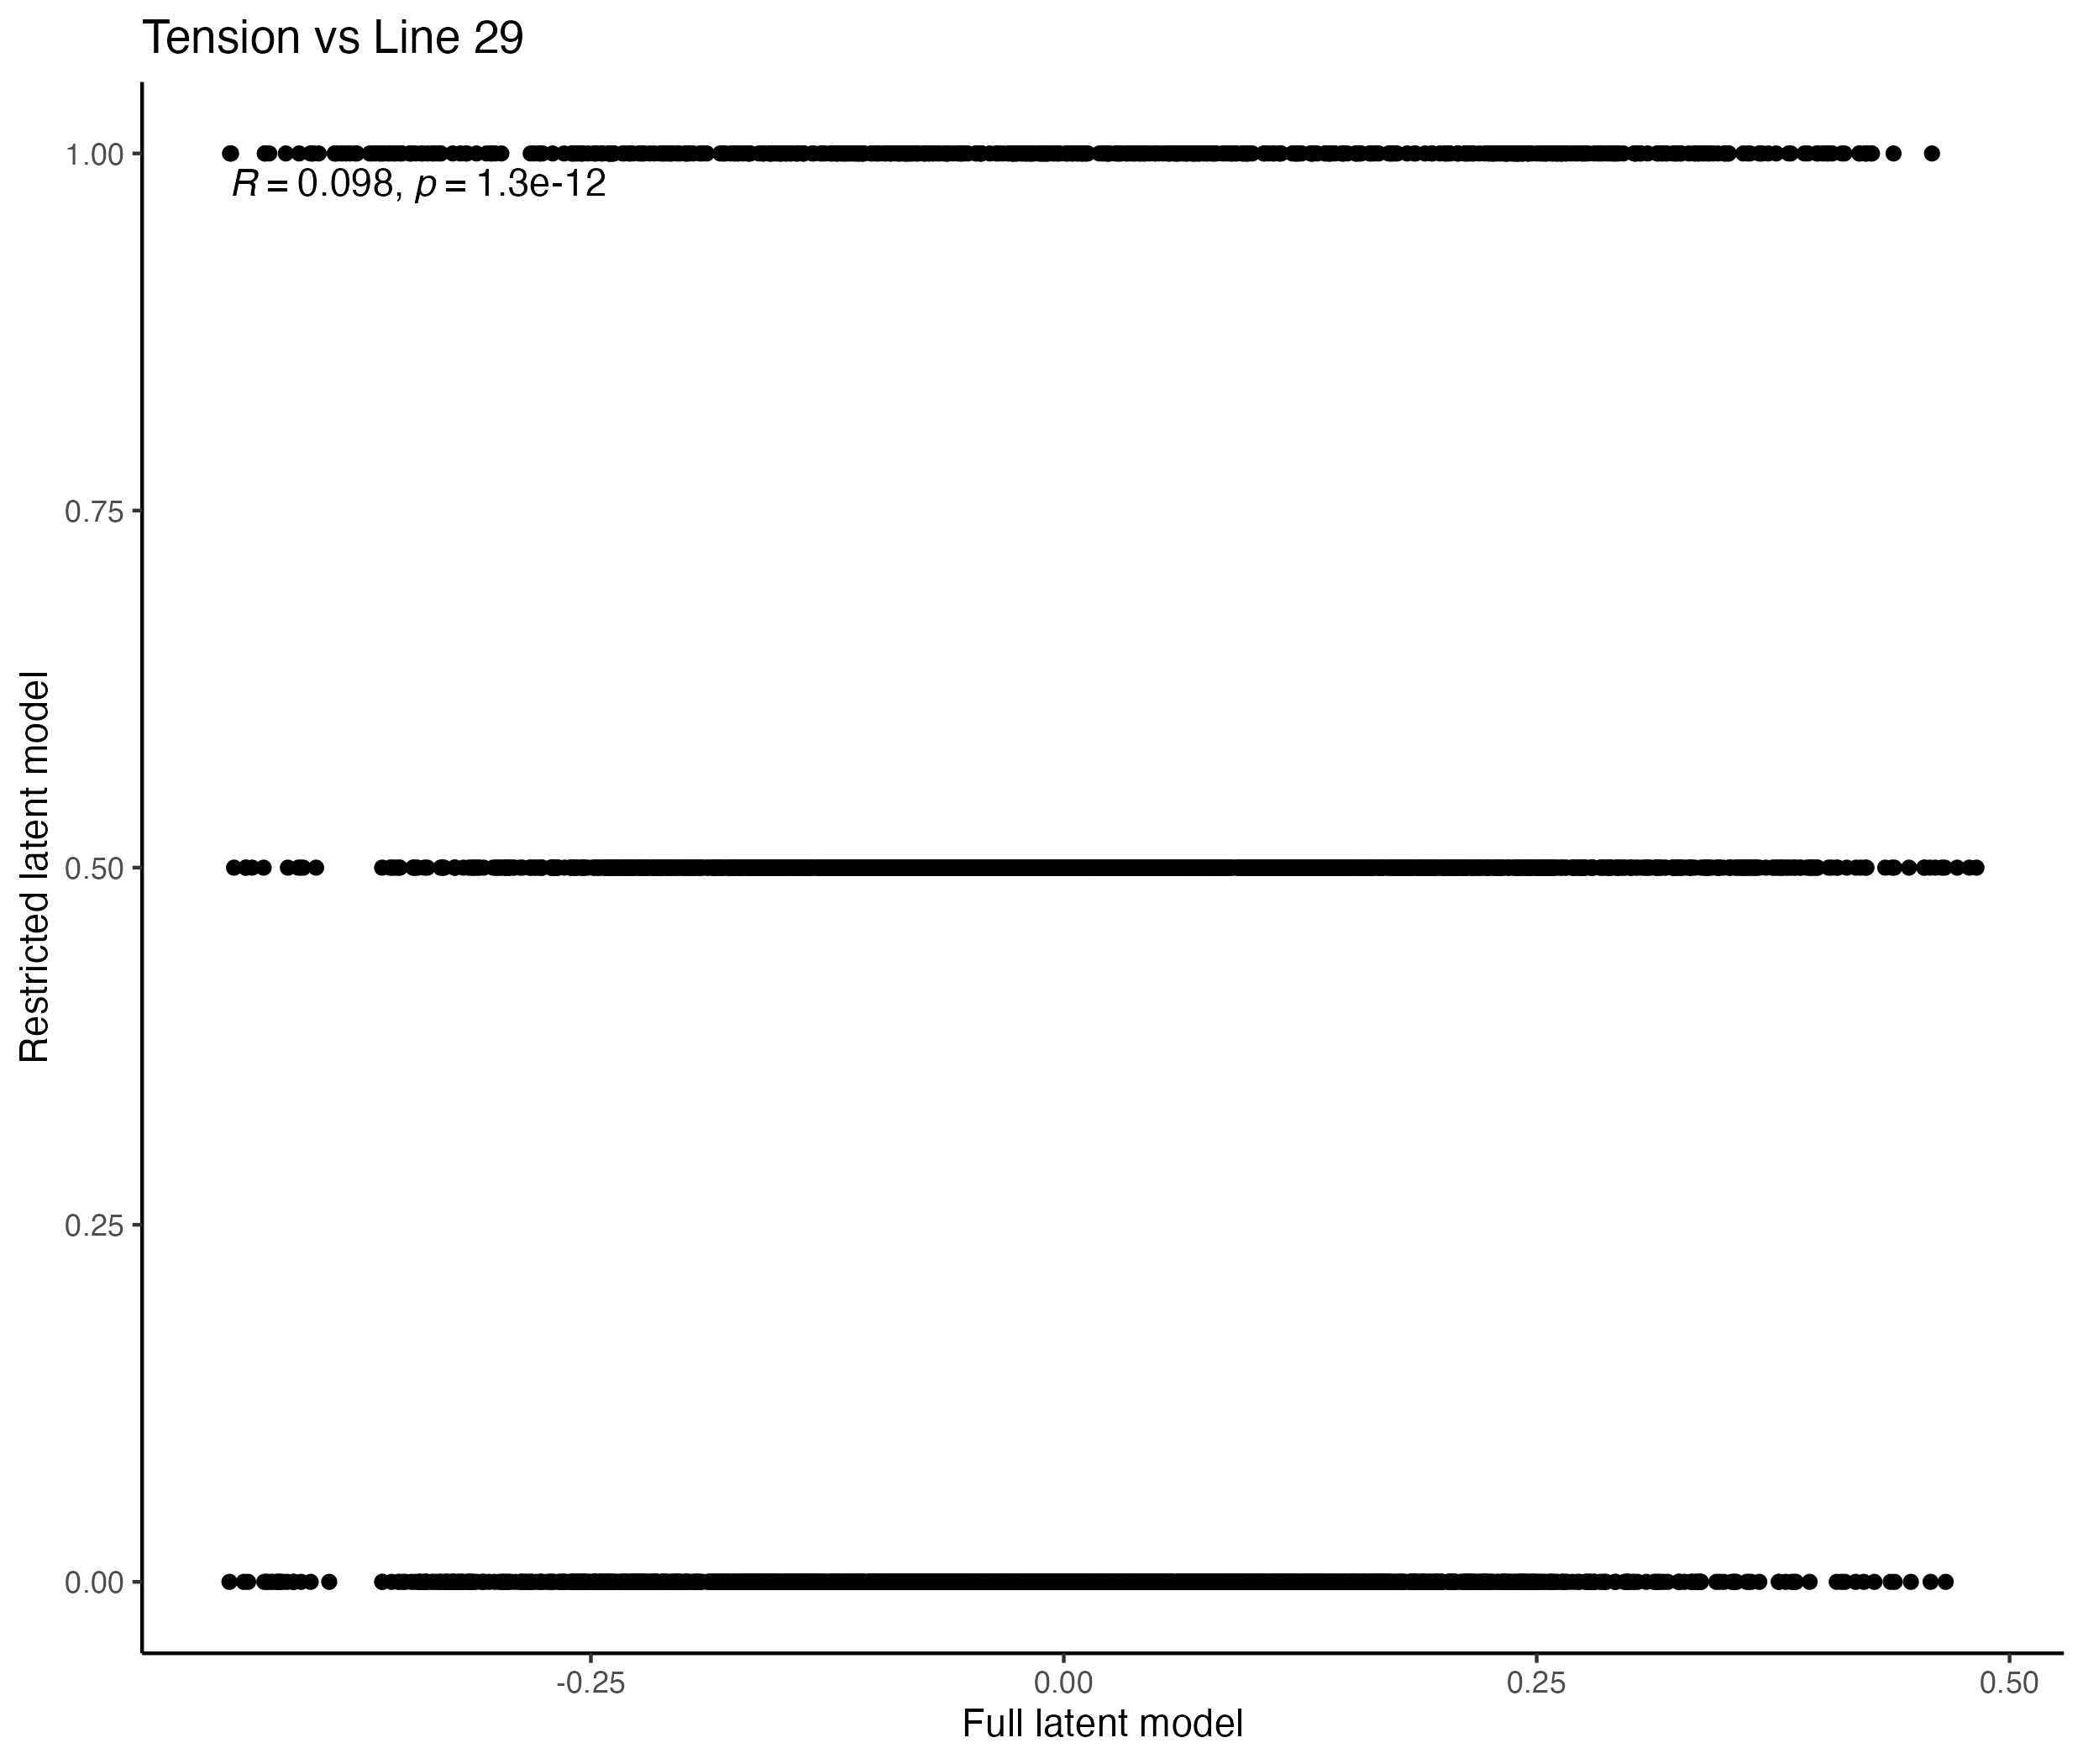 Tension vs Line 29
R = 0.098, p = 1.3e-12
1.00
0.75
0.50
0.25
0.00
Restricted latent model
-0.25
0.00
0.25
0.50
Full latent model